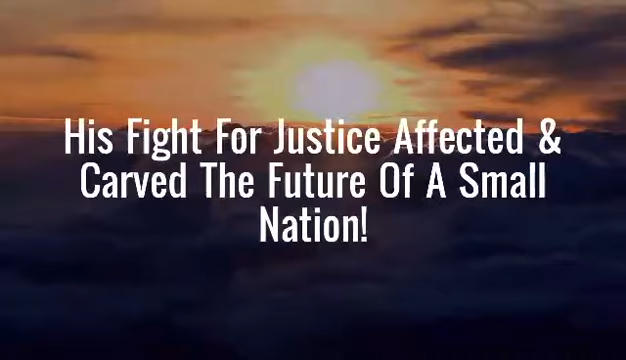 His Fight For Justice Affected &
Carved The Future Of A Small
Nation!